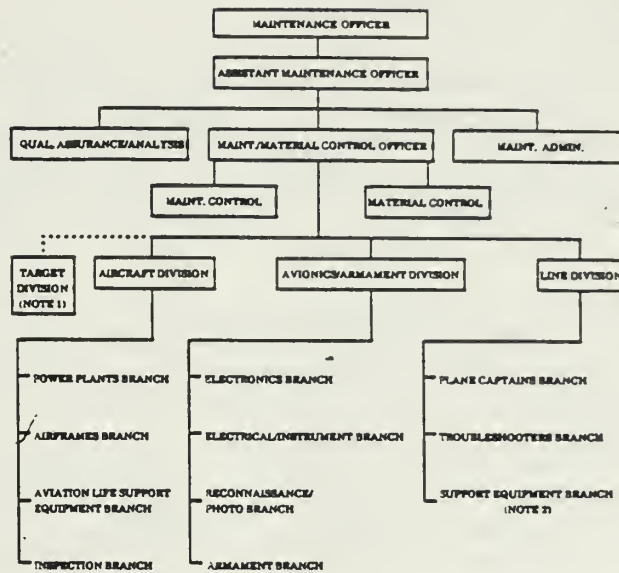 MAINTENANCE OFFICER
ASSISTANT MAINTENANCE OFFICER
QUAL. ASSURANCE/ANALYSIS
MAINT./MATERIAL CONTROL OFFICER
MAINT. ADMIN.
MAINT. CONTROL
MATERIAL CONTROL
TARGET
DIVISION
(NOTE 1)
AIRCRAFT DIVISION
AVIONICS/ARMAMENT DIVISION
LINE DIVISION
POWER PLANTS BRANCH
AIRFRAMES BRANCH
AVIATION LIFE SUPPORT
EQUIPMENT BRANCH
INSPECTION BRANCH
ELECTRONICS BRANCH
ELECTRICAL/INSTRUMENT BRANCH
RECONNAISSANCE/
PHOTO BRANCH
ARMAMENT BRANCH
PLANE CAPTAINS BRANCH
TROUBLESHOOTERS BRANCH
SUPPORT EQUIPMENT BRANCH
(NOTE 2)